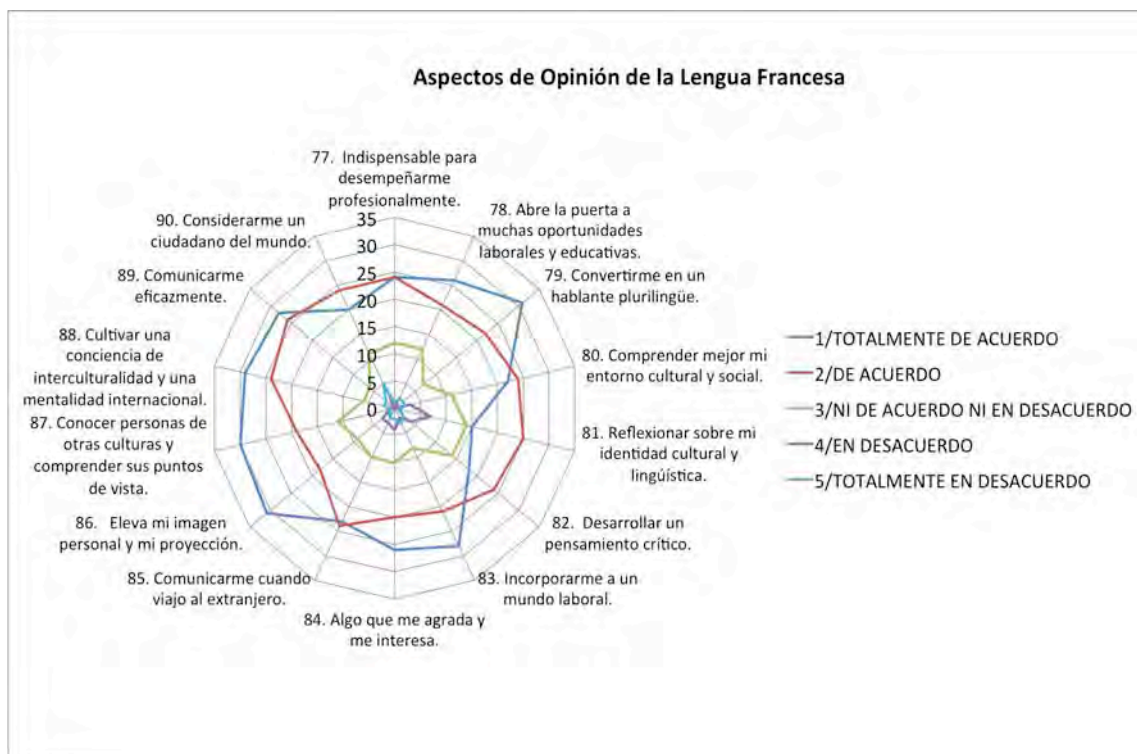 Aspectos de Opinión de la Lengua Francesa
77. Indispensable para
desempeñarme
profesionalmente.
78. Abre la puerta a
muchas oportunidades
laborales y educativas.
79. Convertirme en un
hablante plurilingüe.
80. Comprender mejor mi
entorno cultural y social.
81. Reflexionar sobre mi
identidad cultural y
lingúística.
82. Desarrollar un
pensamiento crítico.
83. Incorporarme a un
mundo laboral.
84. Algo que me agrada y
me interesa.
85. Comunicarme cuando
viajo al extranjero.
86. Eleva mi imagen
personal y mi proyección.
87. Conocer personas de
otras culturas y
comprender sus puntos
de vista.
88. Cultivar una
conciencia de
interculturalidad y una
mentalidad internacional.
89. Comunicarme
eficazmente.
90. Considerarme un
ciudadano del mundo.
35
30
25
20
15
10
5
0
1/TOTALMENTE DE ACUERDO
2/DE ACUERDO
3/NI DE ACUERDO NI EN DESACUERDO
4/EN DESACUERDO
5/TOTALMENTE EN DESACUERDO